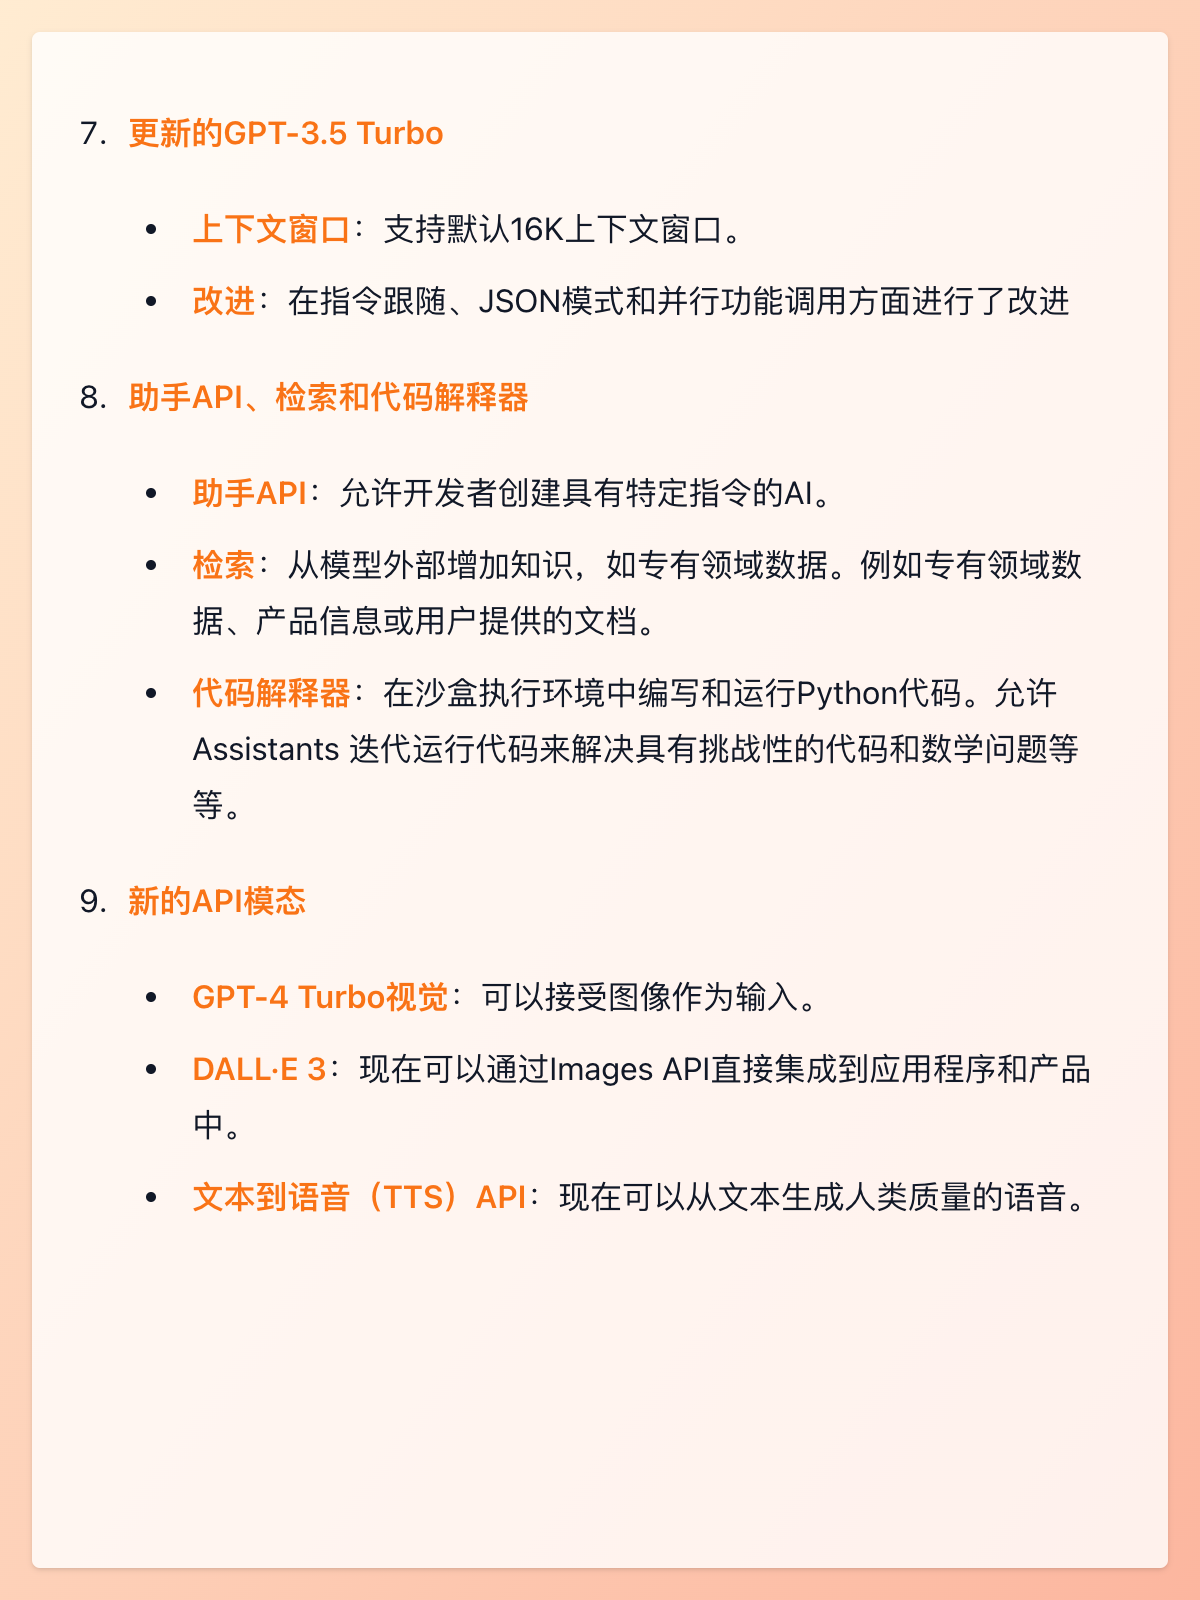 7. 更新的GPT-3.5 Turbo
• 上下文窗口：支持默认16K上下文窗口。
• 改进：在指令跟随、JSON模式和并行功能调用方面进行了改进
8. 助手API、检索和代码解释器
• 助手API：允许开发者创建具有特定指令的AI。
• 检索：从模型外部增加知识，如专有领域数据。例如专有领域数
据、产品信息或用户提供的文档。
• 代码解释器：在沙盒执行环境中编写和运行Python代码。允许
Assistants 迭代运行代码来解决具有挑战性的代码和数学问题等
等。
9. 新的API模态
• GPT-4 Turbo视觉：可以接受图像作为输入。
• DALL·E 3：现在可以通过Images API直接集成到应用程序和产品
中。
• 文本到语音（TTS）API：现在可以从文本生成人类质量的语音。